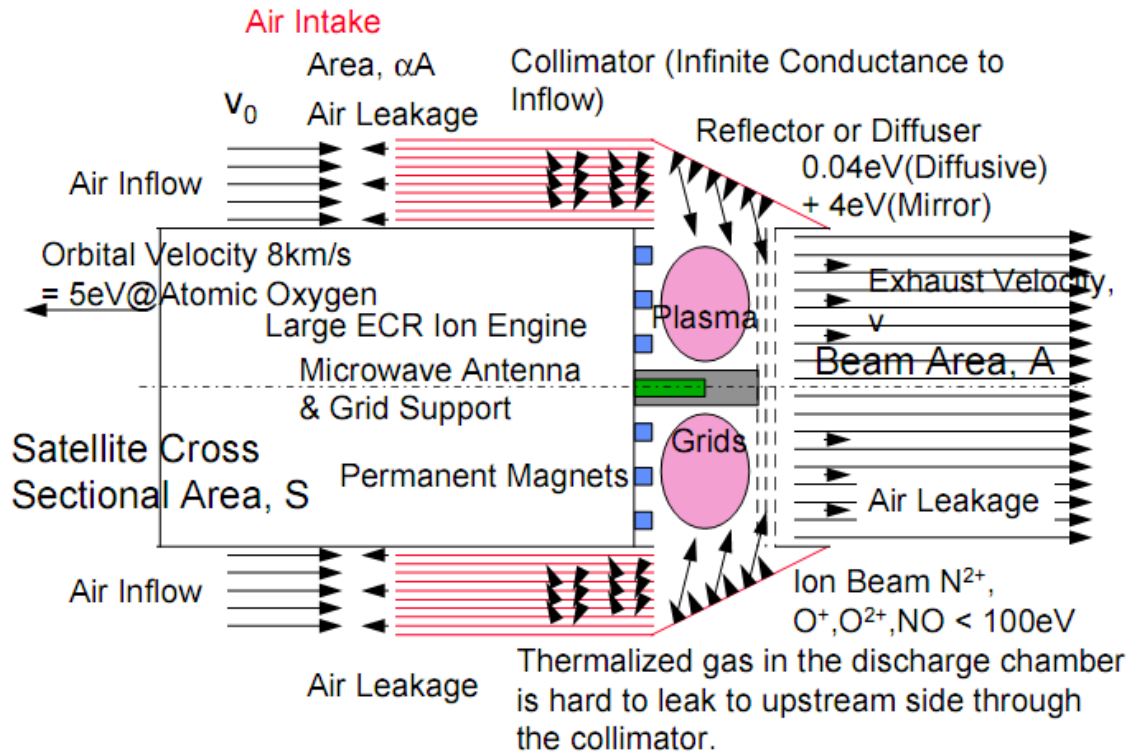 Air Intake
Area, αA
Collimator (Infinite Conductance to
Inflow)
v₀
Air Leakage
Reflector or Diffuser
0.04eV(Diffusive)
+ 4eV(Mirror)
Air Inflow
Orbital Velocity 8km/s
= 5eV@Atomic Oxygen
Large ECR Ion Engine
Microwave Antenna
& Grid Support
Plasma
Exhaust Velocity,
v
Beam Area, A
Satellite Cross
Sectional Area, S
Permanent Magnets
Grids
Air Leakage
Air Inflow
Ion Beam N²⁺,
O⁺,O²⁺,NO < 100eV
Air Leakage
Thermalized gas in the discharge chamber
is hard to leak to upstream side through
the collimator.